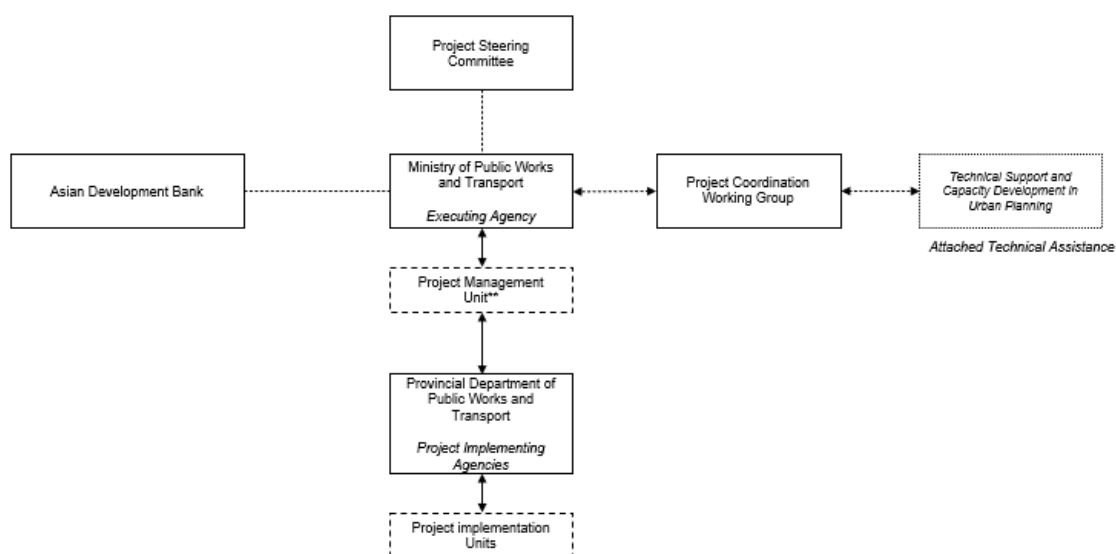 Project Steering
Committee
Asian Development Bank
Ministry of Public Works
and Transport
Executing Agency
Project Coordination
Working Group
Technical Support and
Capacity Development in
Urban Planning
Attached Technical Assistance
Project Management
Unit**
Provincial Department of
Public Works and
Transport
Project Implementing
Agencies
Project implementation
Units